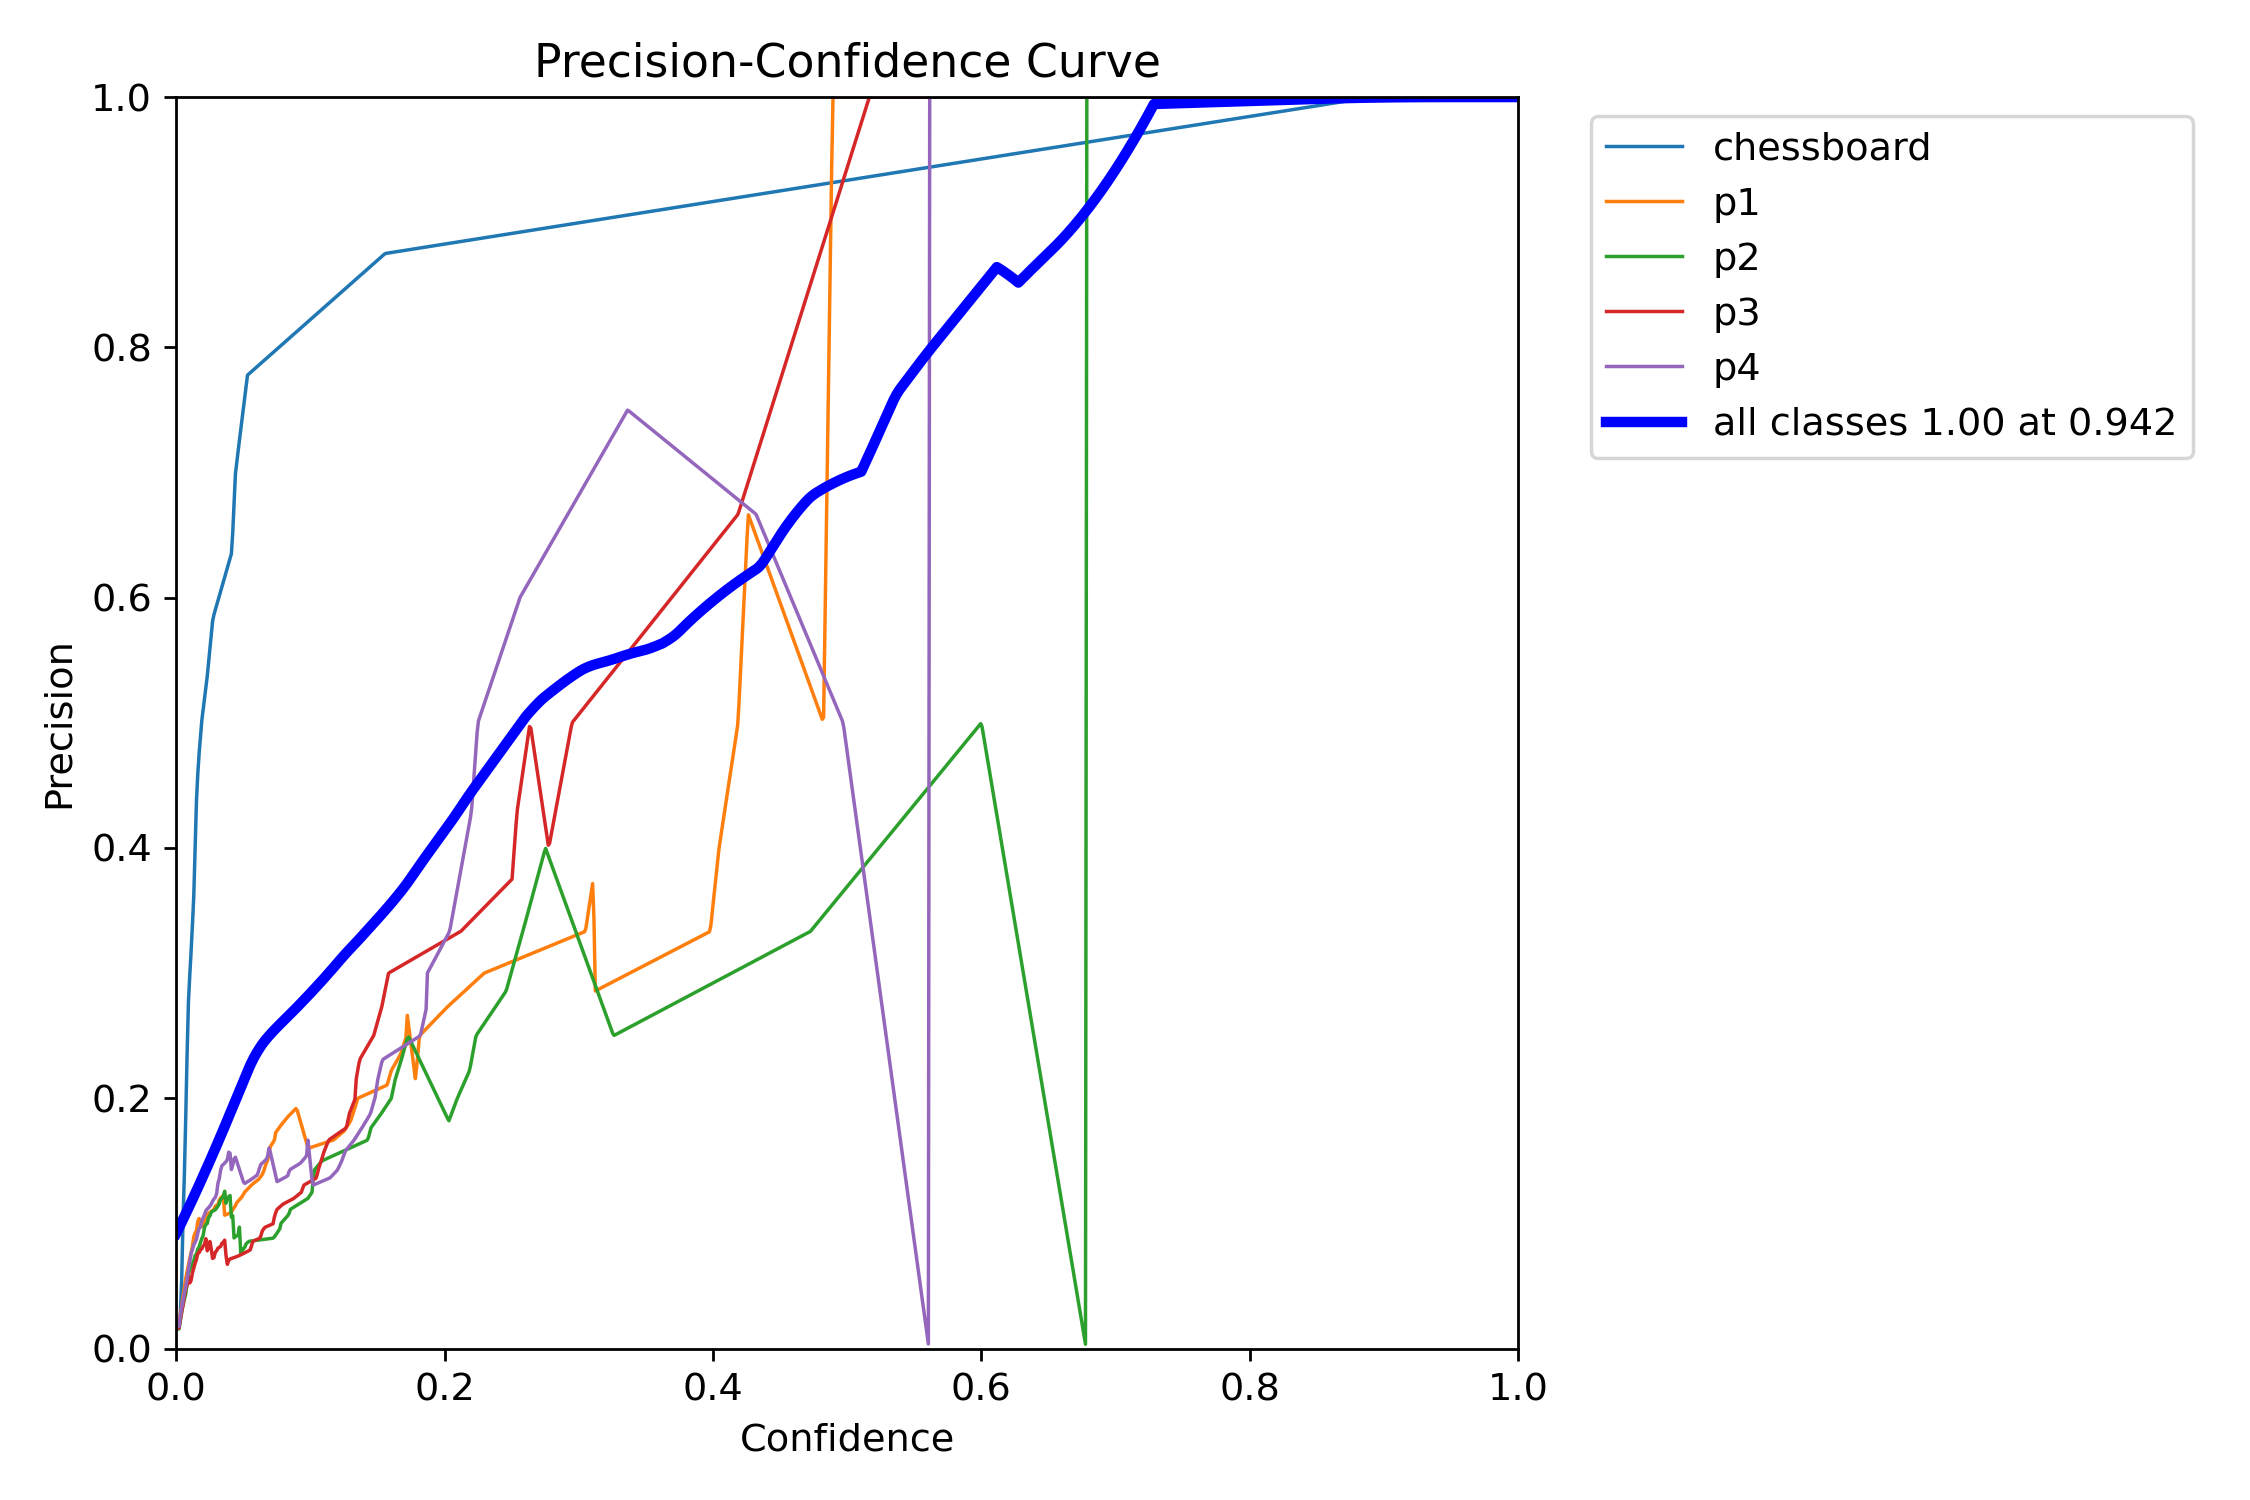 Precision-Confidence Curve
1.0
0.8
0.6
0.4
0.2
0.0
Precision
0.0 0.2 0.4 0.6 0.8 1.0
Confidence
chessboard
p1
p2
p3
p4
all classes 1.00 at 0.942